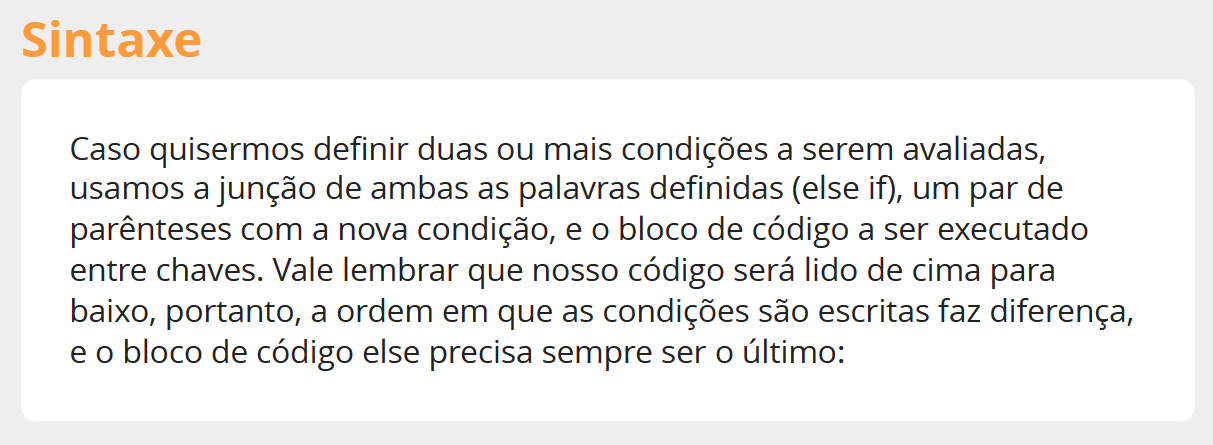 Sintaxe
Caso quisermos definir duas ou mais condições a serem avaliadas,
usamos a junção de ambas as palavras definidas (else if), um par de
parênteses com a nova condição, e o bloco de código a ser executado
entre chaves. Vale lembrar que nosso código será lido de cima para
baixo, portanto, a ordem em que as condições são escritas faz diferença,
e o bloco de código else precisa sempre ser o último: